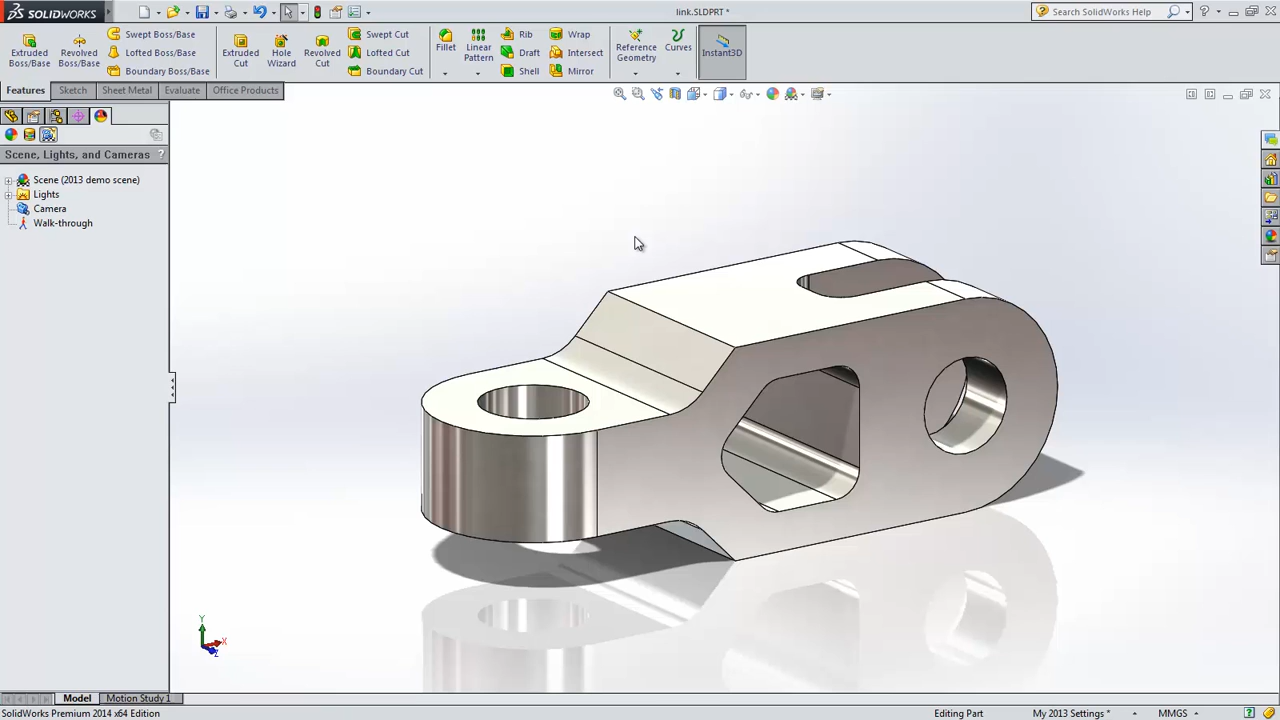 SOLIDWORKS
link.SLDPRT *
Search SolidWorks Help
Extruded Boss/Base
Revolved Boss/Base
Swept Boss/Base
Lofted Boss/Base
Boundary Boss/Base
Extruded Cut
Hole Wizard
Revolved Cut
Swept Cut
Lofted Cut
Boundary Cut
Fillet
Linear Pattern
Rib
Draft
Shell
Wrap
Intersect
Mirror
Reference Geometry
Curves
Instant3D
Features
Sketch
Sheet Metal
Evaluate
Office Products
Scene, Lights, and Cameras ?
Scene (2013 demo scene)
Lights
Camera
Walk-through
Y
X
Z
Model
Motion Study 1
SolidWorks Premium 2014 x64 Edition
Editing Part
My 2013 Settings *
MMGS